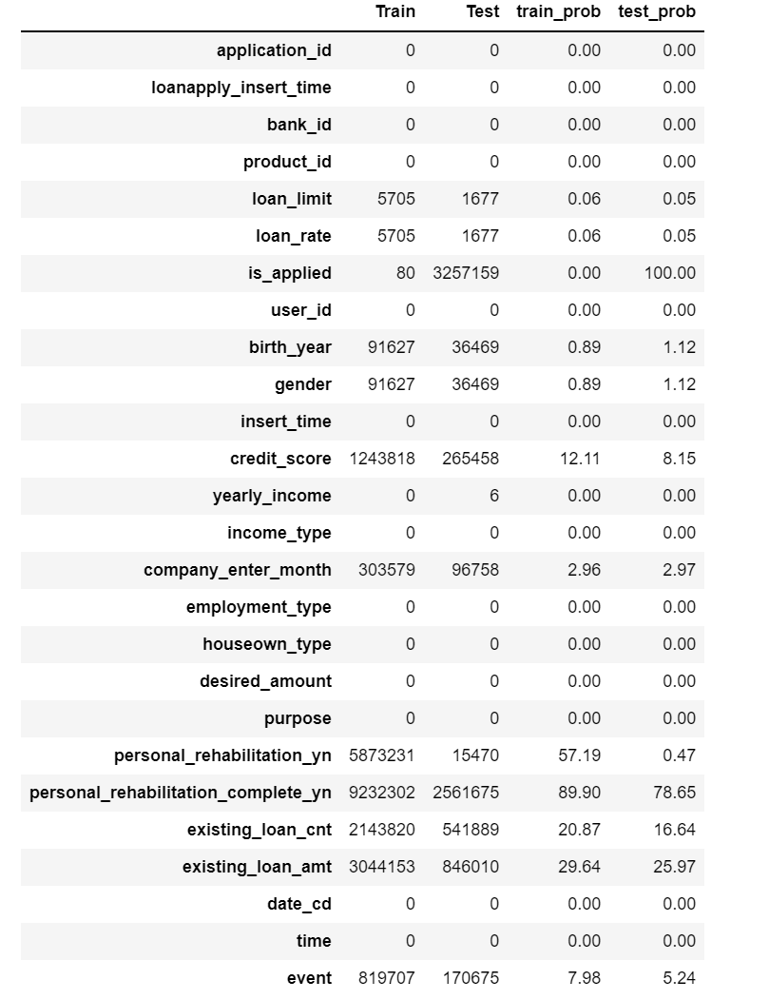 Train Test train_prob test_prob
application_id 0 0 0.00 0.00
loanapply_insert_time 0 0 0.00 0.00
bank_id 0 0 0.00 0.00
product_id 0 0 0.00 0.00
loan_limit 5705 1677 0.06 0.05
loan_rate 5705 1677 0.06 0.05
is_applied 80 3257159 0.00 100.00
user_id 0 0 0.00 0.00
birth_year 91627 36469 0.89 1.12
gender 91627 36469 0.89 1.12
insert_time 0 0 0.00 0.00
credit_score 1243818 265458 12.11 8.15
yearly_income 0 6 0.00 0.00
income_type 0 0 0.00 0.00
company_enter_month 303579 96758 2.96 2.97
employment_type 0 0 0.00 0.00
houseown_type 0 0 0.00 0.00
desired_amount 0 0 0.00 0.00
purpose 0 0 0.00 0.00
personal_rehabilitation_yn 5873231 15470 57.19 0.47
personal_rehabilitation_complete_yn 9232302 2561675 89.90 78.65
existing_loan_cnt 2143820 541889 20.87 16.64
existing_loan_amt 3044153 846010 29.64 25.97
date_cd 0 0 0.00 0.00
time 0 0 0.00 0.00
event 819707 170675 7.98 5.24